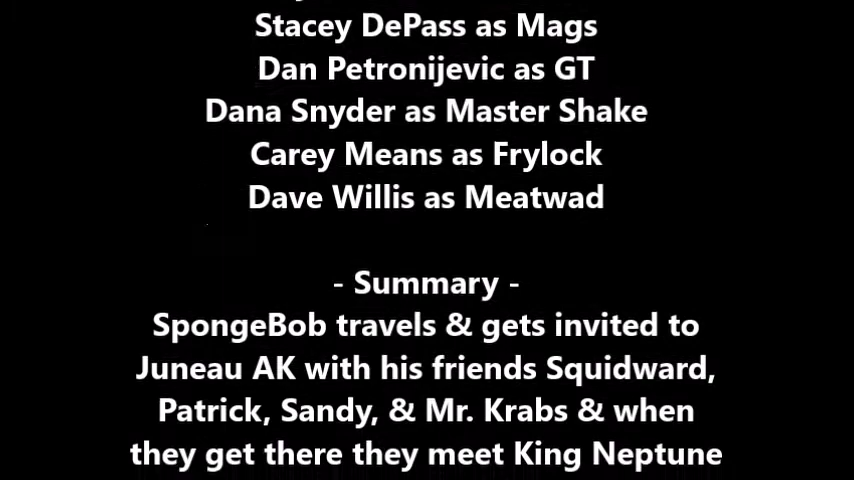 Stacey DePass as Mags
Dan Petronijevic as GT
Dana Snyder as Master Shake
Carey Means as Frylock
Dave Willis as Meatwad
- Summary -
SpongeBob travels & gets invited to
Juneau AK with his friends Squidward,
Patrick, Sandy, & Mr. Krabs & when
they get there they meet King Neptune